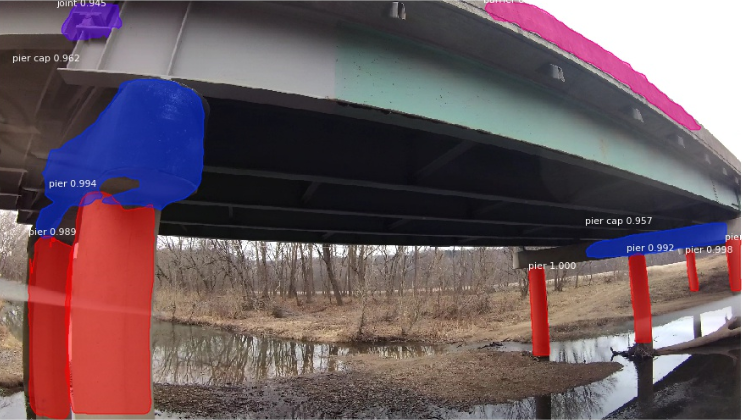 joint 0.945
pier cap 0.962
pier 0.994
pier 0.989
pier cap 0.957
pier 0.992
pier 0.998
pier 1.000